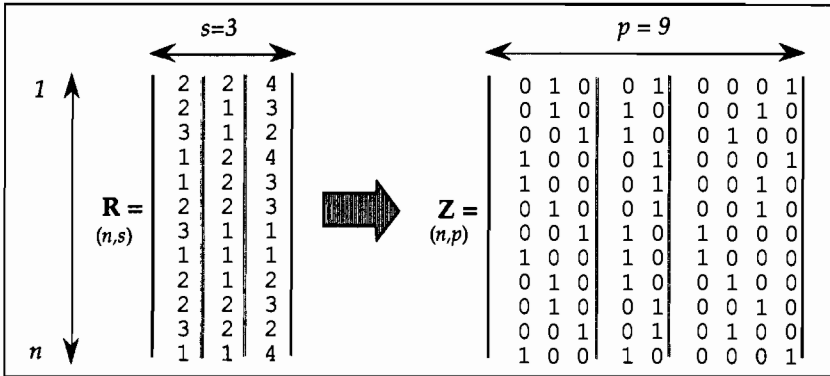 s=3 p = 9
1 2 2 4 0 1 0 0 1 0 0 0 1
2 1 3 0 1 0 1 0 0 0 1 0
3 1 2 0 0 1 1 0 0 1 0 0
1 2 4 1 0 0 0 1 0 0 0 1
1 2 3 1 0 0 0 1 0 0 1 0
R = 2 2 3 Z = 0 1 0 0 1 0 0 1 0
(n,s) 3 1 1 (n,p) 0 0 1 1 0 1 0 0 0
1 1 1 1 0 0 1 0 1 0 0 0
2 1 2 0 1 0 1 0 0 1 0 0
2 2 3 0 1 0 0 1 0 0 1 0
3 2 2 0 0 1 0 1 0 1 0 0
n 1 1 4 1 0 0 1 0 0 0 0 1